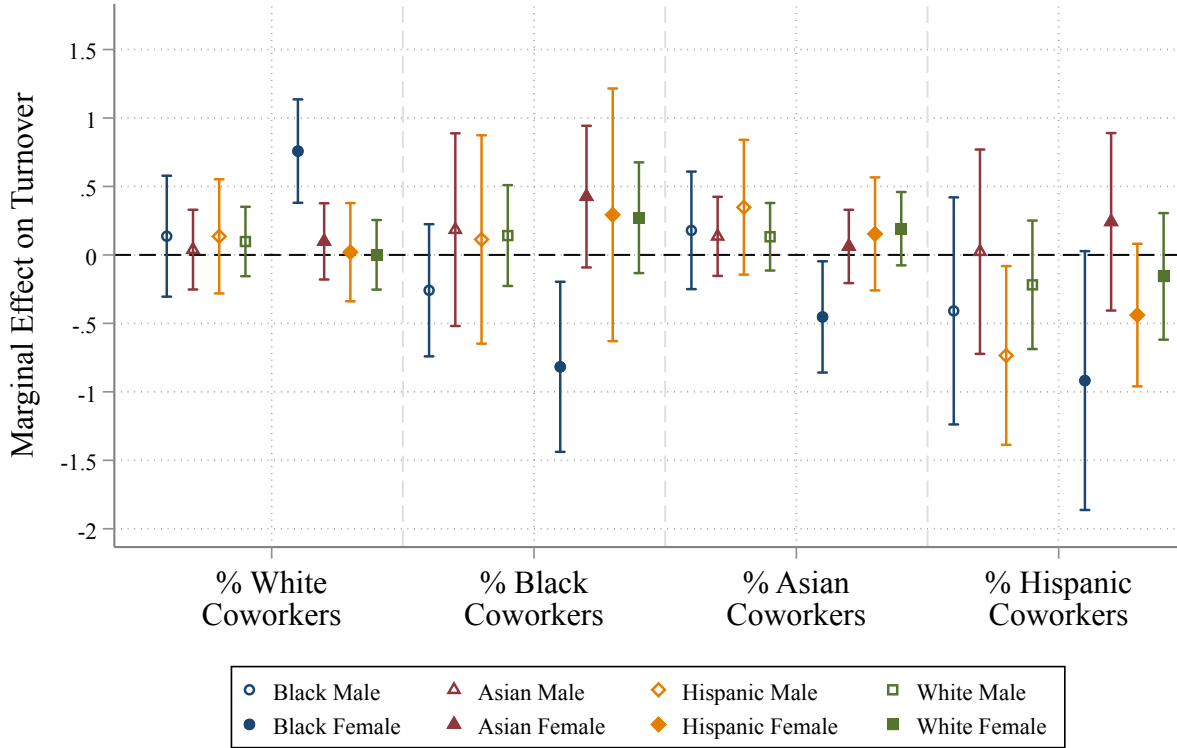 Marginal Effect on Turnover
1.5
1
.5
0
-.5
-1
-1.5
-2
% White
Coworkers
% Black
Coworkers
% Asian
Coworkers
% Hispanic
Coworkers
Black Male
Asian Male
Hispanic Male
White Male
Black Female
Asian Female
Hispanic Female
White Female